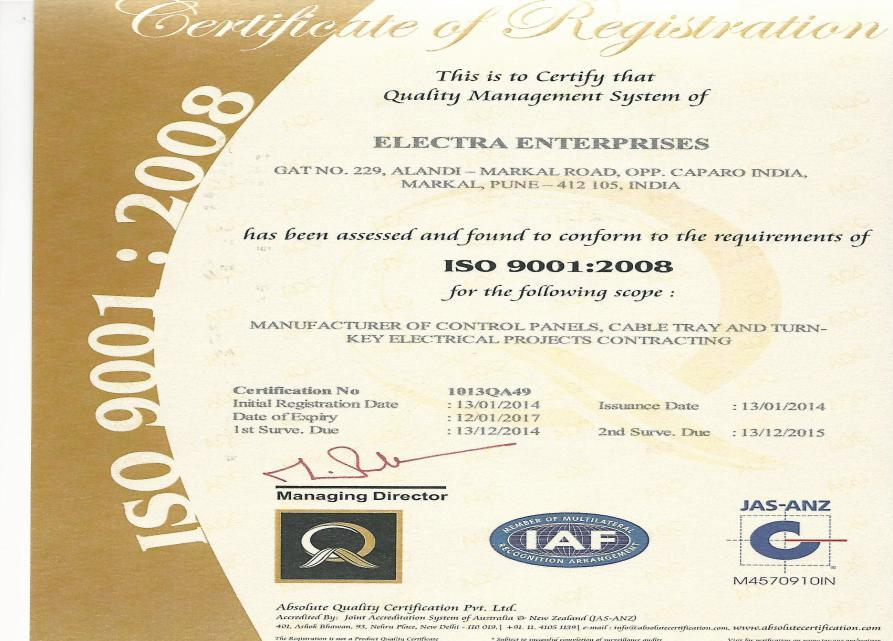 Certificate of Registration
ISO 9001 : 2008
This is to Certify that
Quality Management System of
ELECTRA ENTERPRISES
GAT NO. 229, ALANDI – MARKAL ROAD, OPP. CAPARO INDIA,
MARKAL, PUNE – 412 105, INDIA
has been assessed and found to conform to the requirements of
ISO 9001:2008
for the following scope :
MANUFACTURER OF CONTROL PANELS, CABLE TRAY AND TURN-
KEY ELECTRICAL PROJECTS CONTRACTING
Certification No 1013QA49
Initial Registration Date : 13/01/2014 Issuance Date : 13/01/2014
Date of Expiry : 12/01/2017
1st Surve. Due : 13/12/2014 2nd Surve. Due : 13/12/2015
Managing Director
MEMBER OF MULTILATERAL
IAF
RECOGNITION ARRANGEMENT
JAS-ANZ
M4570910IN
Absolute Quality Certification Pvt. Ltd.
Accredited By: Joint Accreditation System of Australia & New Zealand (JAS-ANZ)
401, Ashok Bhawan, 93, Nehru Place, New Delhi - 110 019, | +91. 11. 4105 1139 | e-mail : info@absolutecertification.com, www.absolutecertification.com
The Registration is not a Product Quality Certificate * Subject to successful completion of surveillance audits